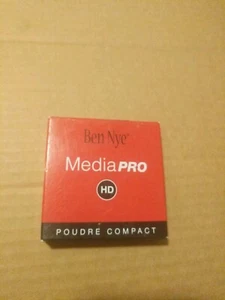 Ben Nye
MediaPRO
HD
POUDRE COMPACT